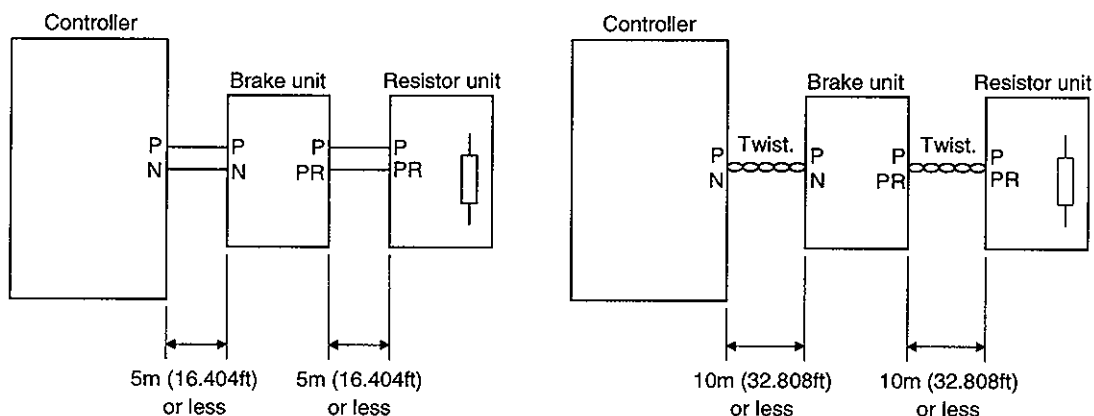 Controller
Brake unit
Resistor unit
P
P
P
P
N
N
PR
PR
5m (16.404ft)
or less
5m (16.404ft)
or less
Controller
Brake unit
Resistor unit
P
Twist.
P
P
Twist.
P
N
N
PR
PR
10m (32.808ft)
or less
10m (32.808ft)
or less